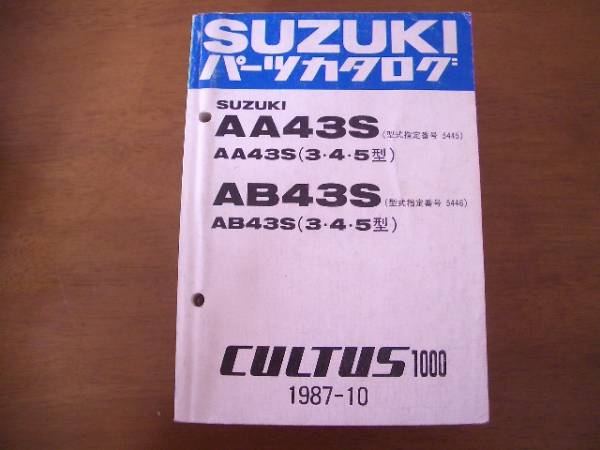 SUZUKI
パーツカタログ
SUZUKI
AA43S (型式指定番号 5445)
AA43S(3・4・5型)
AB43S (型式指定番号 5446)
AB43S(3・4・5型)
CULTUS 1000
1987-10